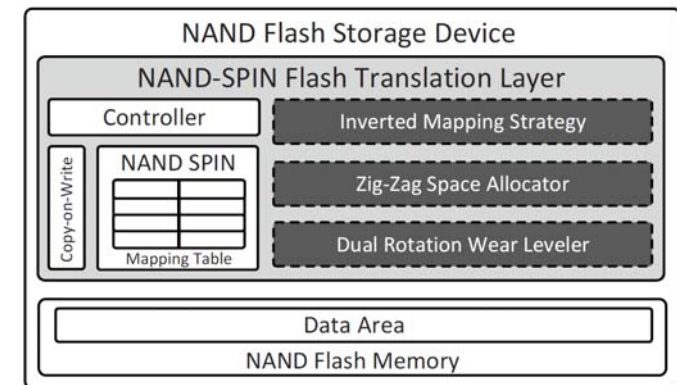 NAND Flash Storage Device
NAND-SPIN Flash Translation Layer
Controller
Copy-on-Write
NAND SPIN
Mapping Table
Inverted Mapping Strategy
Zig-Zag Space Allocator
Dual Rotation Wear Leveler
Data Area
NAND Flash Memory